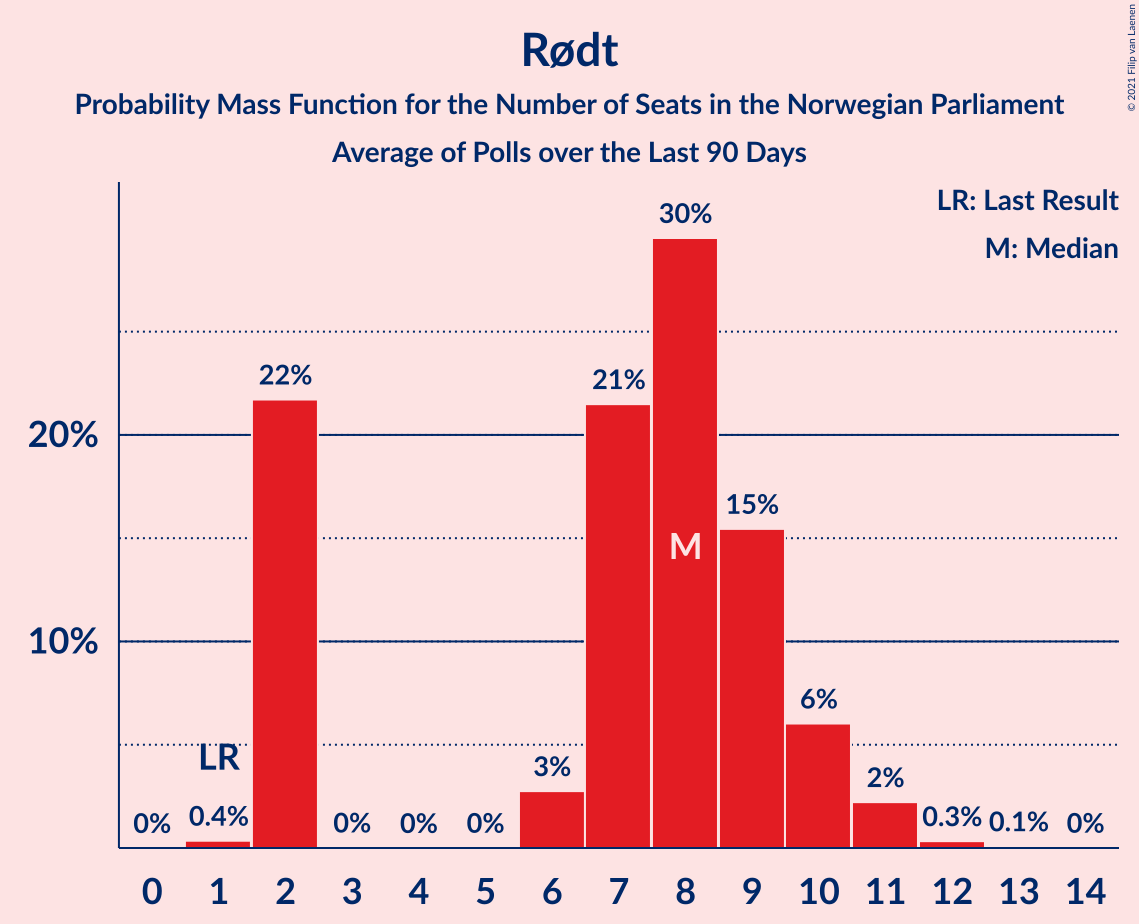 Rødt
Probability Mass Function for the Number of Seats in the Norwegian Parliament
Average of Polls over the Last 90 Days
© 2021 Filip van Laenen
LR: Last Result
M: Median
30%
22%
21%
20%
15%
M
10%
6%
LR
3%
2%
0% 0.4% 0% 0% 0% 0.3% 0.1% 0%
0 1 2 3 4 5 6 7 8 9 10 11 12 13 14